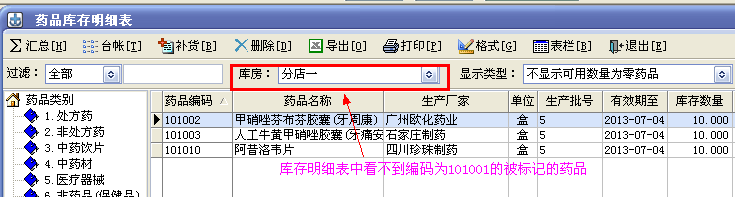 药品库存明细表
汇总[H] 台帐[T] 补货[B] 删除[D] 导出[O] 打印[P] 格式[G] 表栏[B] 退出[E]
过滤： 全部 库房： 分店一 显示类型： 不显示可用数量为零药品
药品类别
1.处方药
2.非处方药
3.中药饮片
4.中药材
5.医疗器械
6.非药品(保健品)
药品编码 药品名称 生产厂家 单位 生产批号 有效期至 库存数量
101002 甲硝唑芬布芬胶囊(牙周康) 广州欧化药业 盒 5 2013-07-04 10.000
101003 人工牛黄甲硝唑胶囊(牙痛安 石家庄制药 盒 5 2013-07-04 10.000
101010 阿昔洛韦片 四川珍珠制药 盒 5 2013-07-04 10.000
库存明细表中看不到编码为101001的被标记的药品